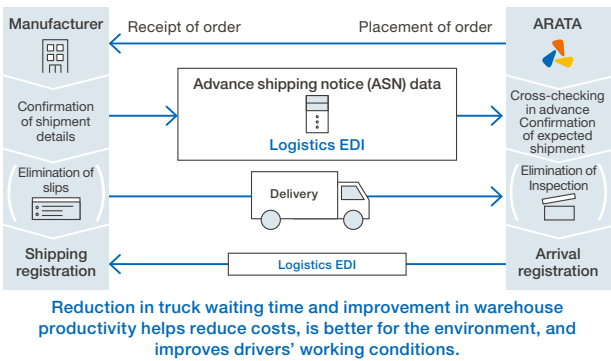 Manufacturer
Receipt of order
Placement of order
ARATA
Confirmation
of shipment
details
Advance shipping notice (ASN) data
Logistics EDI
Cross-checking
in advance
Confirmation
of expected
shipment
Elimination of
slips
Delivery
Elimination of
Inspection
Shipping
registration
Logistics EDI
Arrival
registration
Reduction in truck waiting time and improvement in warehouse
productivity helps reduce costs, is better for the environment, and
improves drivers' working conditions.